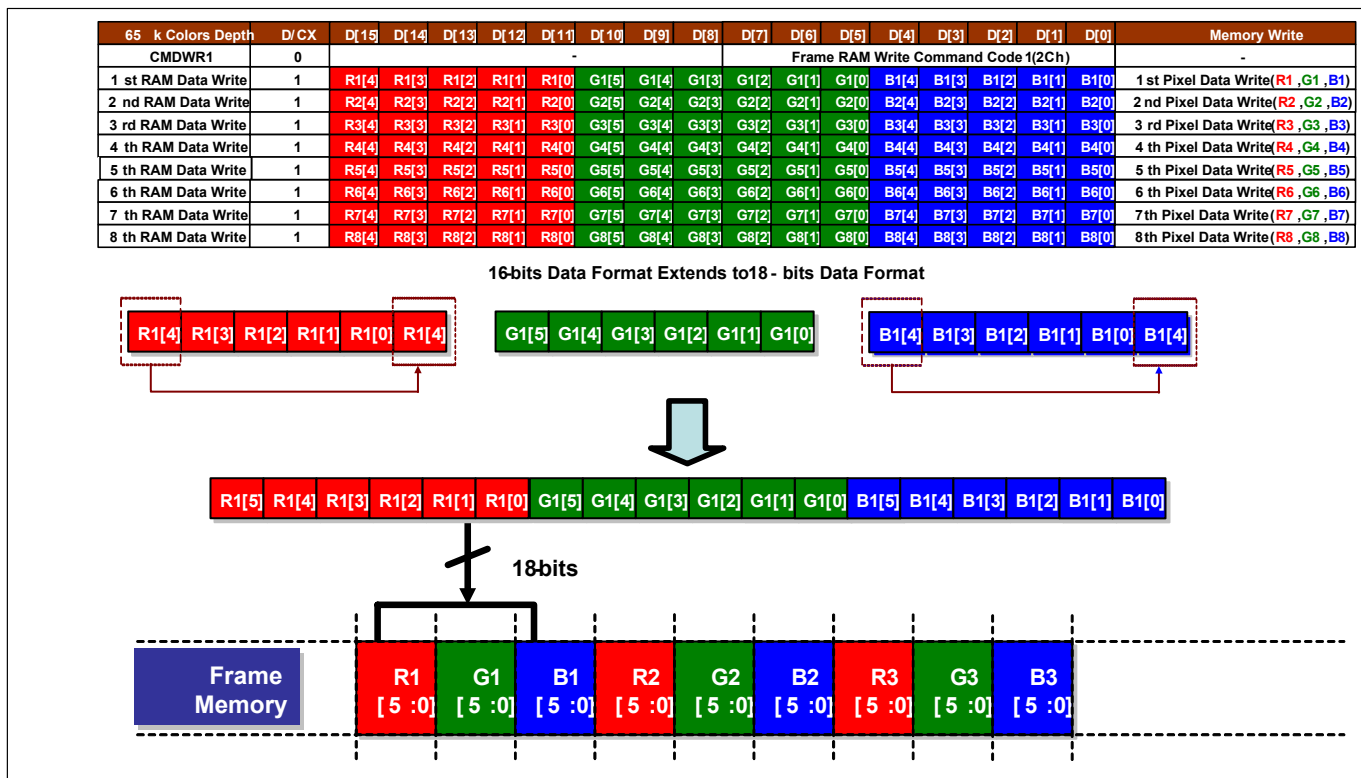 65 k Colors Depth D/CX D[15] D[14] D[13] D[12] D[11] D[10] D[9] D[8] D[7] D[6] D[5] D[4] D[3] D[2] D[1] D[0] Memory Write
CMDWR1 0 - Frame RAM Write Command Code 1(2Ch) -
1 st RAM Data Write 1 R1[4] R1[3] R1[2] R1[1] R1[0] G1[5] G1[4] G1[3] G1[2] G1[1] G1[0] B1[4] B1[3] B1[2] B1[1] B1[0] 1 st Pixel Data Write(R1 ,G1 ,B1)
2 nd RAM Data Write 1 R2[4] R2[3] R2[2] R2[1] R2[0] G2[5] G2[4] G2[3] G2[2] G2[1] G2[0] B2[4] B2[3] B2[2] B2[1] B2[0] 2 nd Pixel Data Write(R2 ,G2 ,B2)
3 rd RAM Data Write 1 R3[4] R3[3] R3[2] R3[1] R3[0] G3[5] G3[4] G3[3] G3[2] G3[1] G3[0] B3[4] B3[3] B3[2] B3[1] B3[0] 3 rd Pixel Data Write(R3 ,G3 ,B3)
4 th RAM Data Write 1 R4[4] R4[3] R4[2] R4[1] R4[0] G4[5] G4[4] G4[3] G4[2] G4[1] G4[0] B4[4] B4[3] B4[2] B4[1] B4[0] 4 th Pixel Data Write(R4 ,G4 ,B4)
5 th RAM Data Write 1 R5[4] R5[3] R5[2] R5[1] R5[0] G5[5] G5[4] G5[3] G5[2] G5[1] G5[0] B5[4] B5[3] B5[2] B5[1] B5[0] 5 th Pixel Data Write(R5 ,G5 ,B5)
6 th RAM Data Write 1 R6[4] R6[3] R6[2] R6[1] R6[0] G6[5] G6[4] G6[3] G6[2] G6[1] G6[0] B6[4] B6[3] B6[2] B6[1] B6[0] 6 th Pixel Data Write(R6 ,G6 ,B6)
7 th RAM Data Write 1 R7[4] R7[3] R7[2] R7[1] R7[0] G7[5] G7[4] G7[3] G7[2] G7[1] G7[0] B7[4] B7[3] B7[2] B7[1] B7[0] 7 th Pixel Data Write(R7 ,G7 ,B7)
8 th RAM Data Write 1 R8[4] R8[3] R8[2] R8[1] R8[0] G8[5] G8[4] G8[3] G8[2] G8[1] G8[0] B8[4] B8[3] B8[2] B8[1] B8[0] 8 th Pixel Data Write(R8 ,G8 ,B8)
16-bits Data Format Extends to18 - bits Data Format
R1[4] R1[3] R1[2] R1[1] R1[0] R1[4] G1[5] G1[4] G1[3] G1[2] G1[1] G1[0] B1[4] B1[3] B1[2] B1[1] B1[0] B1[4]
R1[5] R1[4] R1[3] R1[2] R1[1] R1[0] G1[5] G1[4] G1[3] G1[2] G1[1] G1[0] B1[5] B1[4] B1[3] B1[2] B1[1] B1[0]
18-bits
Frame R1 G1 B1 R2 G2 B2 R3 G3 B3
Memory [ 5 :0] [ 5 :0] [ 5 :0] [ 5 :0] [ 5 :0] [ 5 :0] [ 5 :0] [ 5 :0] [ 5 :0]